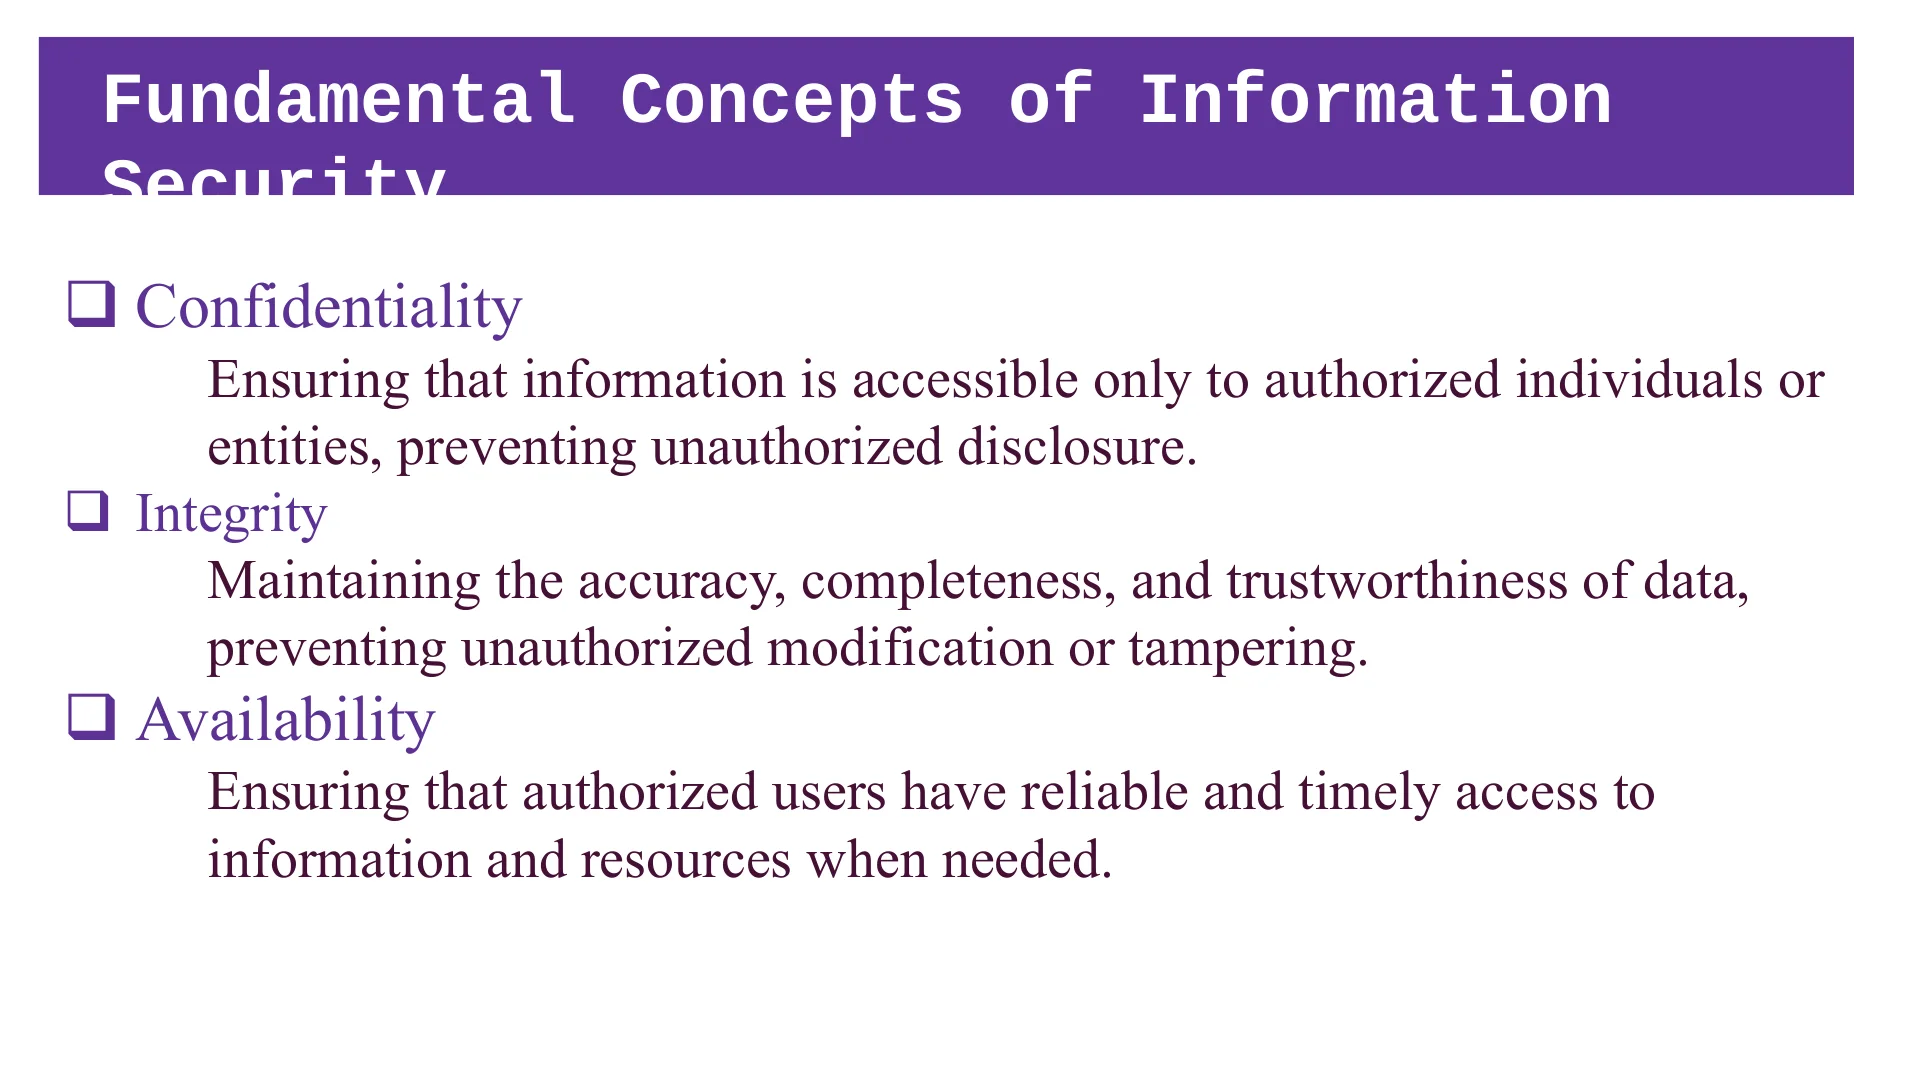 Fundamental Concepts of Information
Security
❑ Confidentiality
Ensuring that information is accessible only to authorized individuals or
entities, preventing unauthorized disclosure.
❑ Integrity
Maintaining the accuracy, completeness, and trustworthiness of data,
preventing unauthorized modification or tampering.
❑ Availability
Ensuring that authorized users have reliable and timely access to
information and resources when needed.